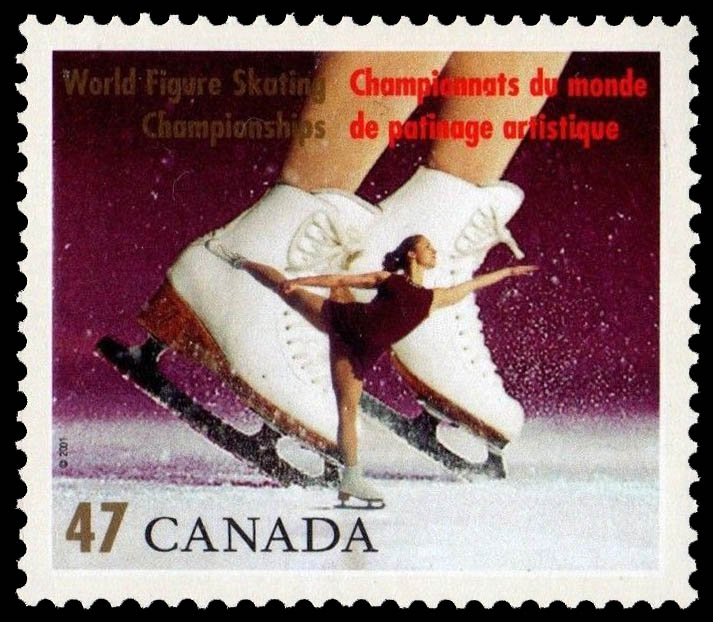 World Figure Skating
Championships
Championnats du monde
de patinage artistique
© 2001
47 CANADA